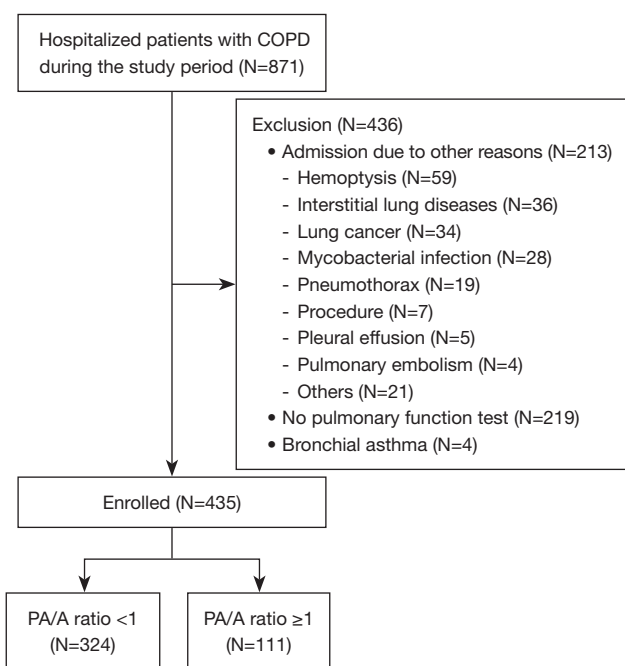 Hospitalized patients with COPD
during the study period (N=871)
Exclusion (N=436)
• Admission due to other reasons (N=213)
- Hemoptysis (N=59)
- Interstitial lung diseases (N=36)
- Lung cancer (N=34)
- Mycobacterial infection (N=28)
- Pneumothorax (N=19)
- Procedure (N=7)
- Pleural effusion (N=5)
- Pulmonary embolism (N=4)
- Others (N=21)
• No pulmonary function test (N=219)
• Bronchial asthma (N=4)
Enrolled (N=435)
PA/A ratio <1
(N=324)
PA/A ratio ≥1
(N=111)